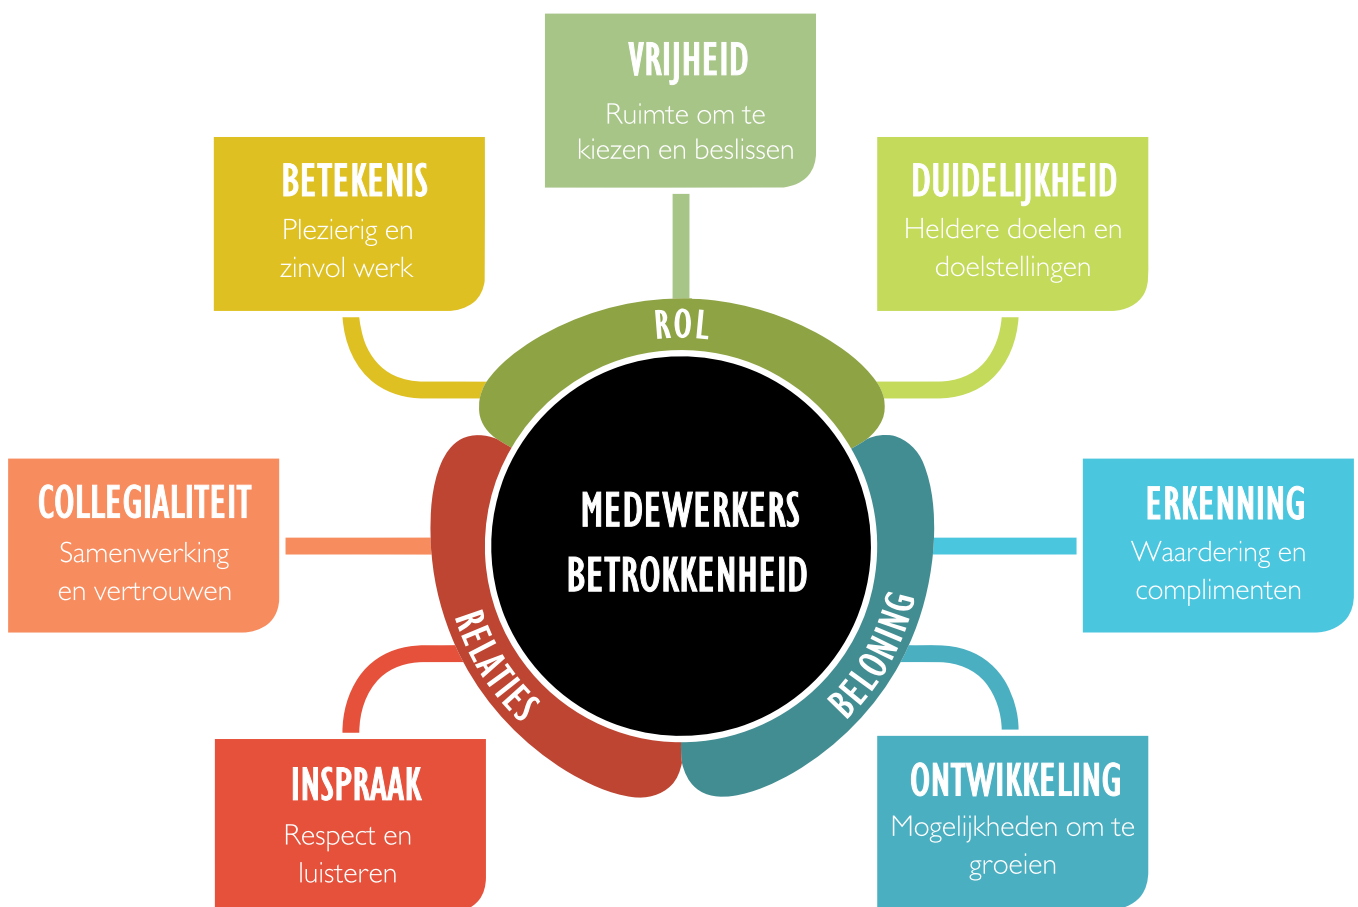 VRIJHEID
Ruimte om te
kiezen en beslissen
BETEKENIS
Plezierig en
zinvol werk
DUIDELIJKHEID
Heldere doelen en
doelstellingen
ROL
COLLEGIALITEIT
Samenwerking
en vertrouwen
MEDEWERKERS
BETROKKENHEID
ERKENNING
Waardering en
complimenten
RELATIES
BELONING
INSPRAAK
Respect en
luisteren
ONTWIKKELING
Mogelijkheden om te
groeien